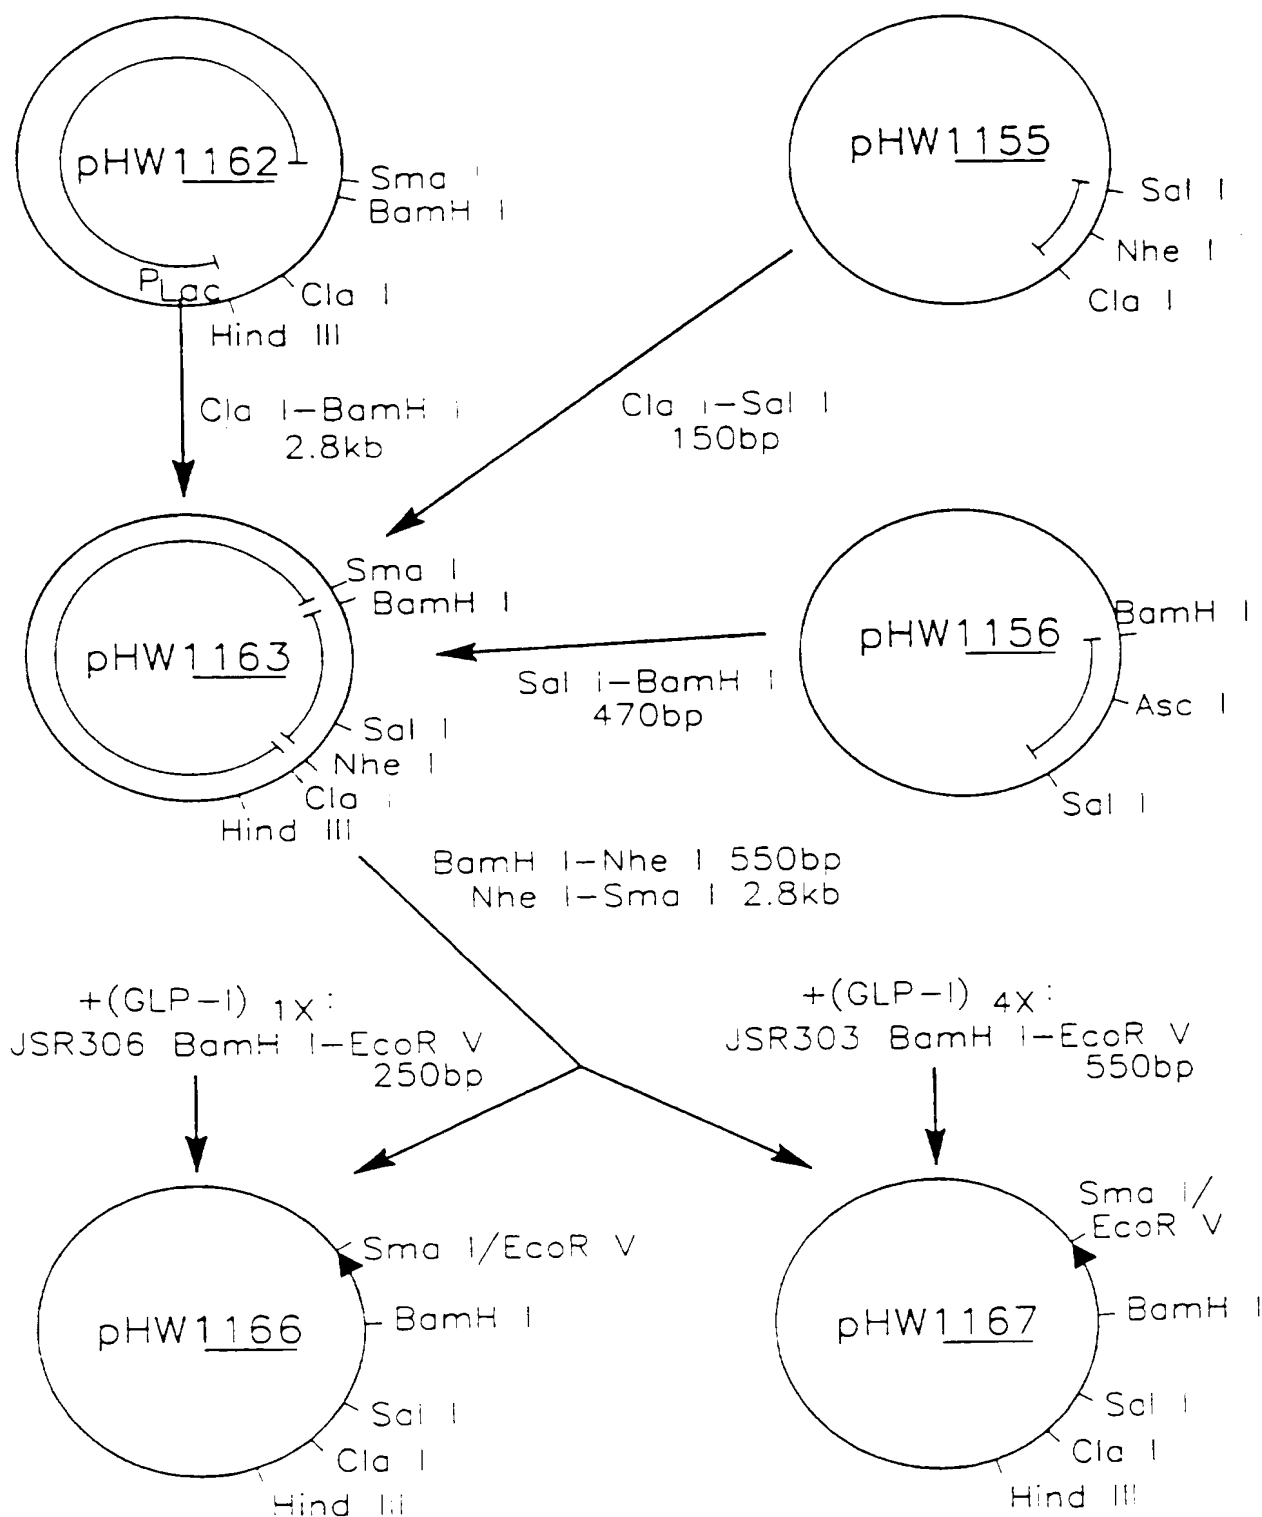 pHW1162
Sma I
BamH I
PLac
Cla I
Hind III
pHW1155
Sal I
Nhe I
Cla I
Cla I-BamH I
2.8kb
Cla I-Sal I
150bp
pHW1163
Sma I
BamH I
Sal I
Nhe I
Cla I
Hind III
Sal I-BamH I
470bp
pHW1156
BamH I
Asc I
Sal I
BamH I-Nhe I 550bp
Nhe I-Sma I 2.8kb
+(GLP-I) 1X:
JSR306 BamH I-EcoR V
250bp
+(GLP-I) 4X:
JSR303 BamH I-EcoR V
550bp
pHW1166
Sma I/EcoR V
BamH I
Sal I
Cla I
Hind III
pHW1167
Sma I/
EcoR V
BamH I
Sal I
Cla I
Hind III